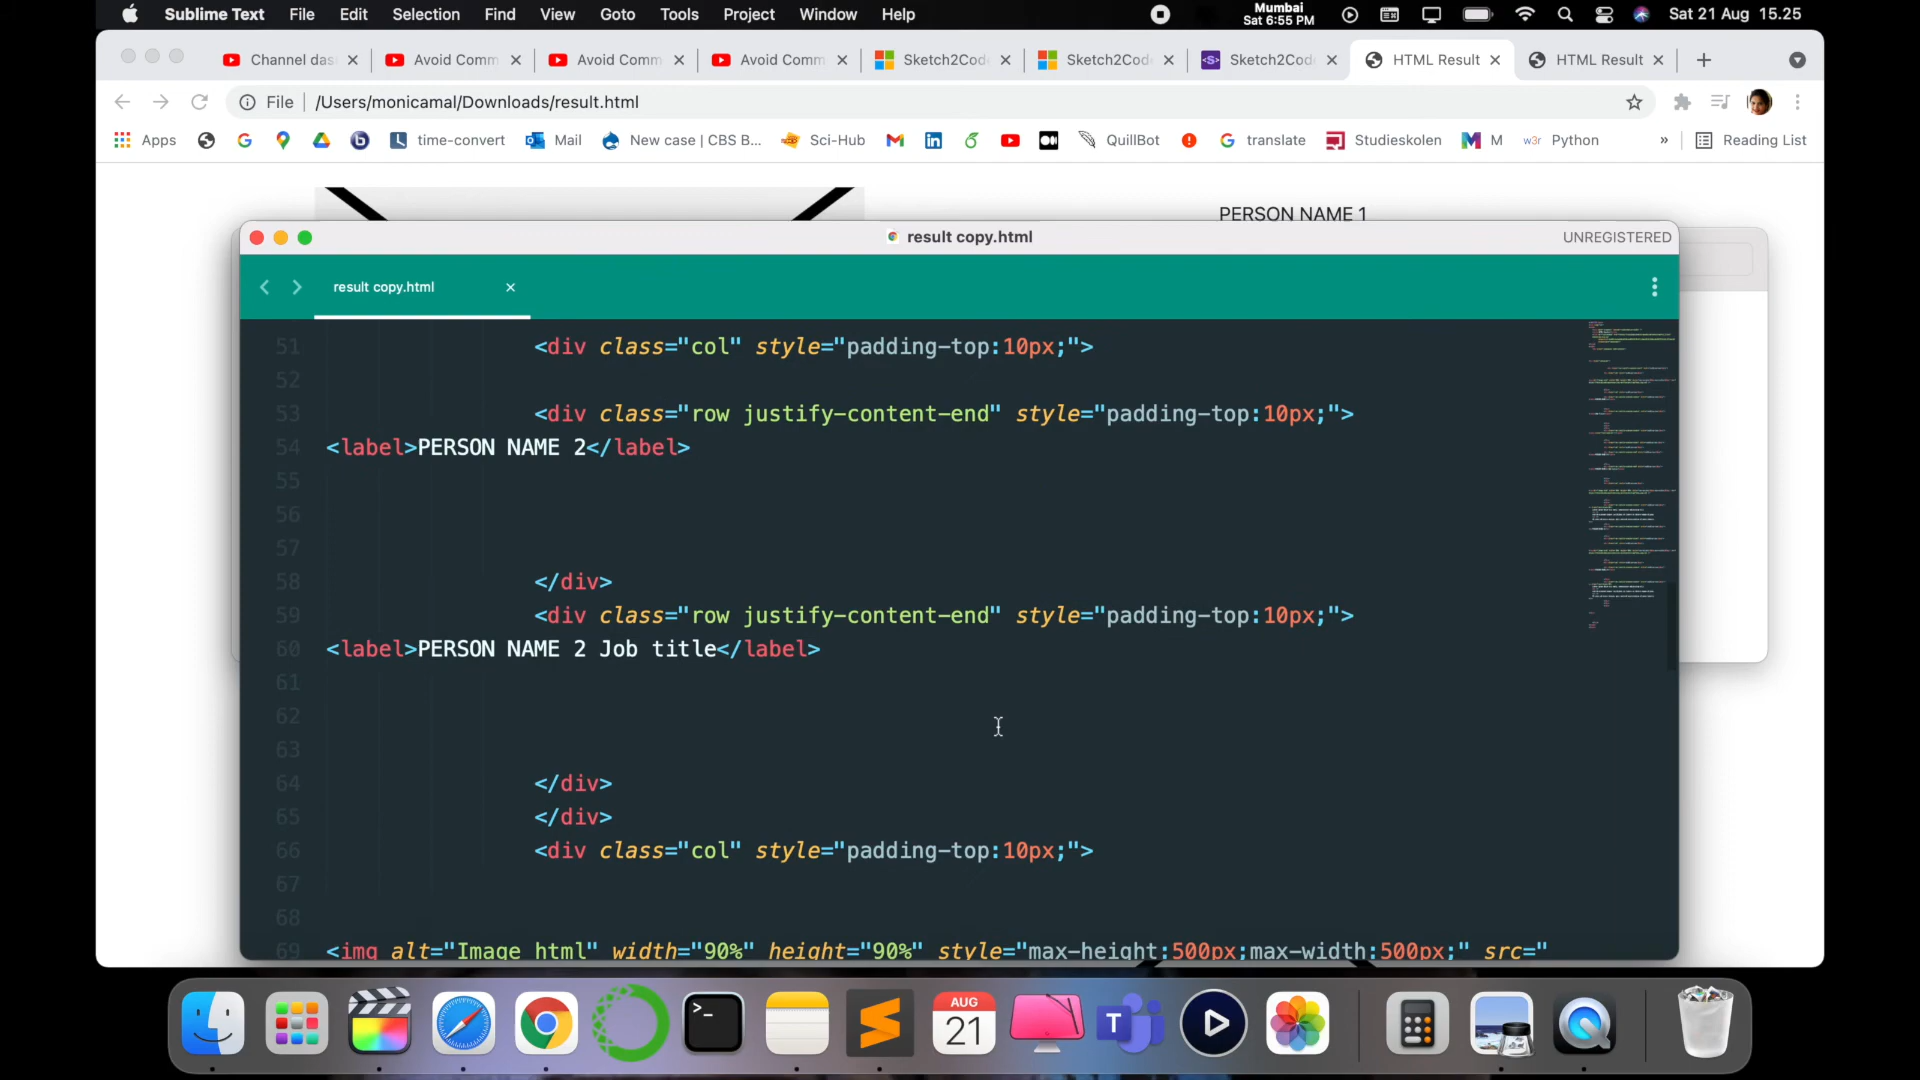 Sublime Text File Edit Selection Find View Goto Tools Project Window Help Mumbai Sat 6:55 PM Sat 21 Aug 15.25
Channel das Avoid Comm Avoid Comm Avoid Comm Sketch2Cod Sketch2Cod Sketch2Cod HTML Result HTML Result
File /Users/monicamal/Downloads/result.html
Apps time-convert Mail New case | CBS B... Sci-Hub QuillBot translate Studieskolen M w3r Python » Reading List
PERSON NAME 1
result copy.html UNREGISTERED
result copy.html
51 <div class="col" style="padding-top:10px;">
52
53 <div class="row justify-content-end" style="padding-top:10px;">
54 <label>PERSON NAME 2</label>
55
56
57
58 </div>
59 <div class="row justify-content-end" style="padding-top:10px;">
60 <label>PERSON NAME 2 Job title</label>
61
62
63
64 </div>
65 </div>
66 <div class="col" style="padding-top:10px;">
67
68
69 <img alt="Image html" width="90%" height="90%" style="max-height:500px;max-width:500px;" src="
AUG
21
T